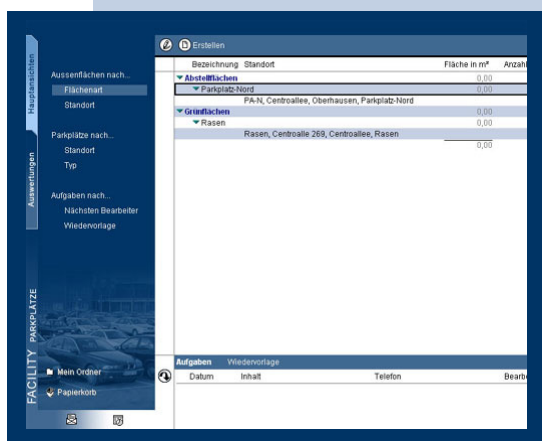 Erstellen
Hauptansichten
Auswertungen
FACILITY PARKPLÄTZE
Aussenflächen nach...
Flächenart
Standort
Parkplätze nach...
Standort
Typ
Aufgaben nach...
Nächsten Bearbeiter
Wiedervorlage
Mein Ordner
Papierkorb
Bezeichnung Standort Fläche in m² Anzahl
Abstellflächen 0,00
Parkplatz-Nord 0,00
PA-N, Centroallee, Oberhausen, Parkplatz-Nord
Grünflächen 0,00
Rasen 0,00
Rasen, Centroalle 269, Centroallee, Rasen
0,00
Aufgaben Wiedervorlage
Datum Inhalt Telefon Bearb